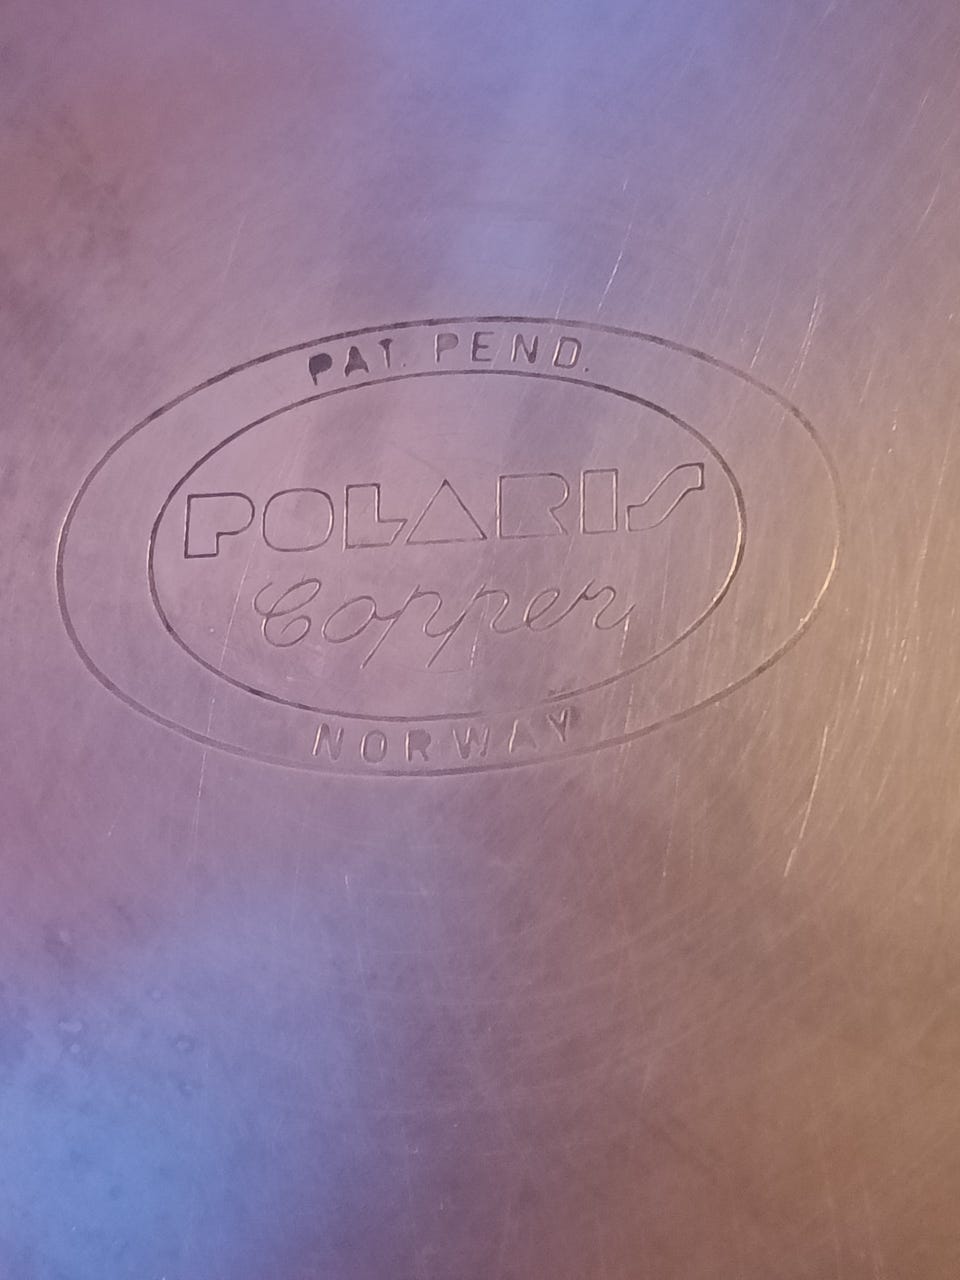 PAT. PEND.
POLARIS
Copper
NORWAY